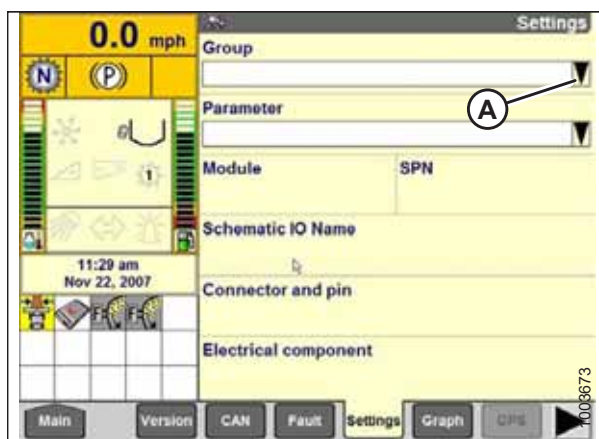 0.0 mph
Settings
N
P
Group
A
Parameter
Module
SPN
1
Schematic IO Name
11:29 am
Nov 22, 2007
Connector and pin
Electrical component
Main
Version
CAN
Fault
Settings
Graph
GPS
1003673